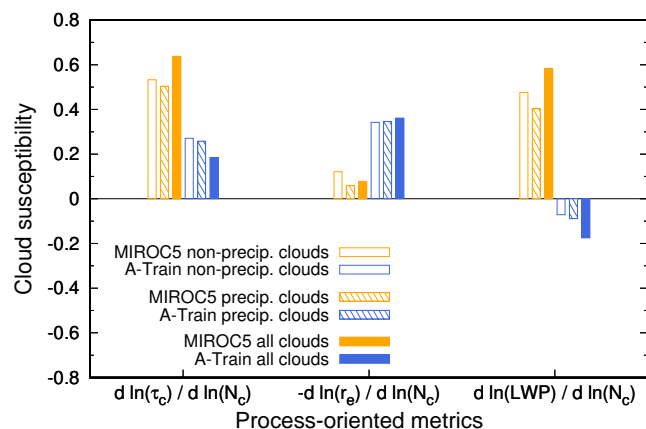 0.8
0.6
0.4
0.2
0
-0.2
-0.4
-0.6
-0.8
Cloud susceptibility
MIROC5 non-precip. clouds
A-Train non-precip. clouds
MIROC5 precip. clouds
A-Train precip. clouds
MIROC5 all clouds
A-Train all clouds
d ln(τc) / d ln(Nc) -d ln(re) / d ln(Nc) d ln(LWP) / d ln(Nc)
Process-oriented metrics